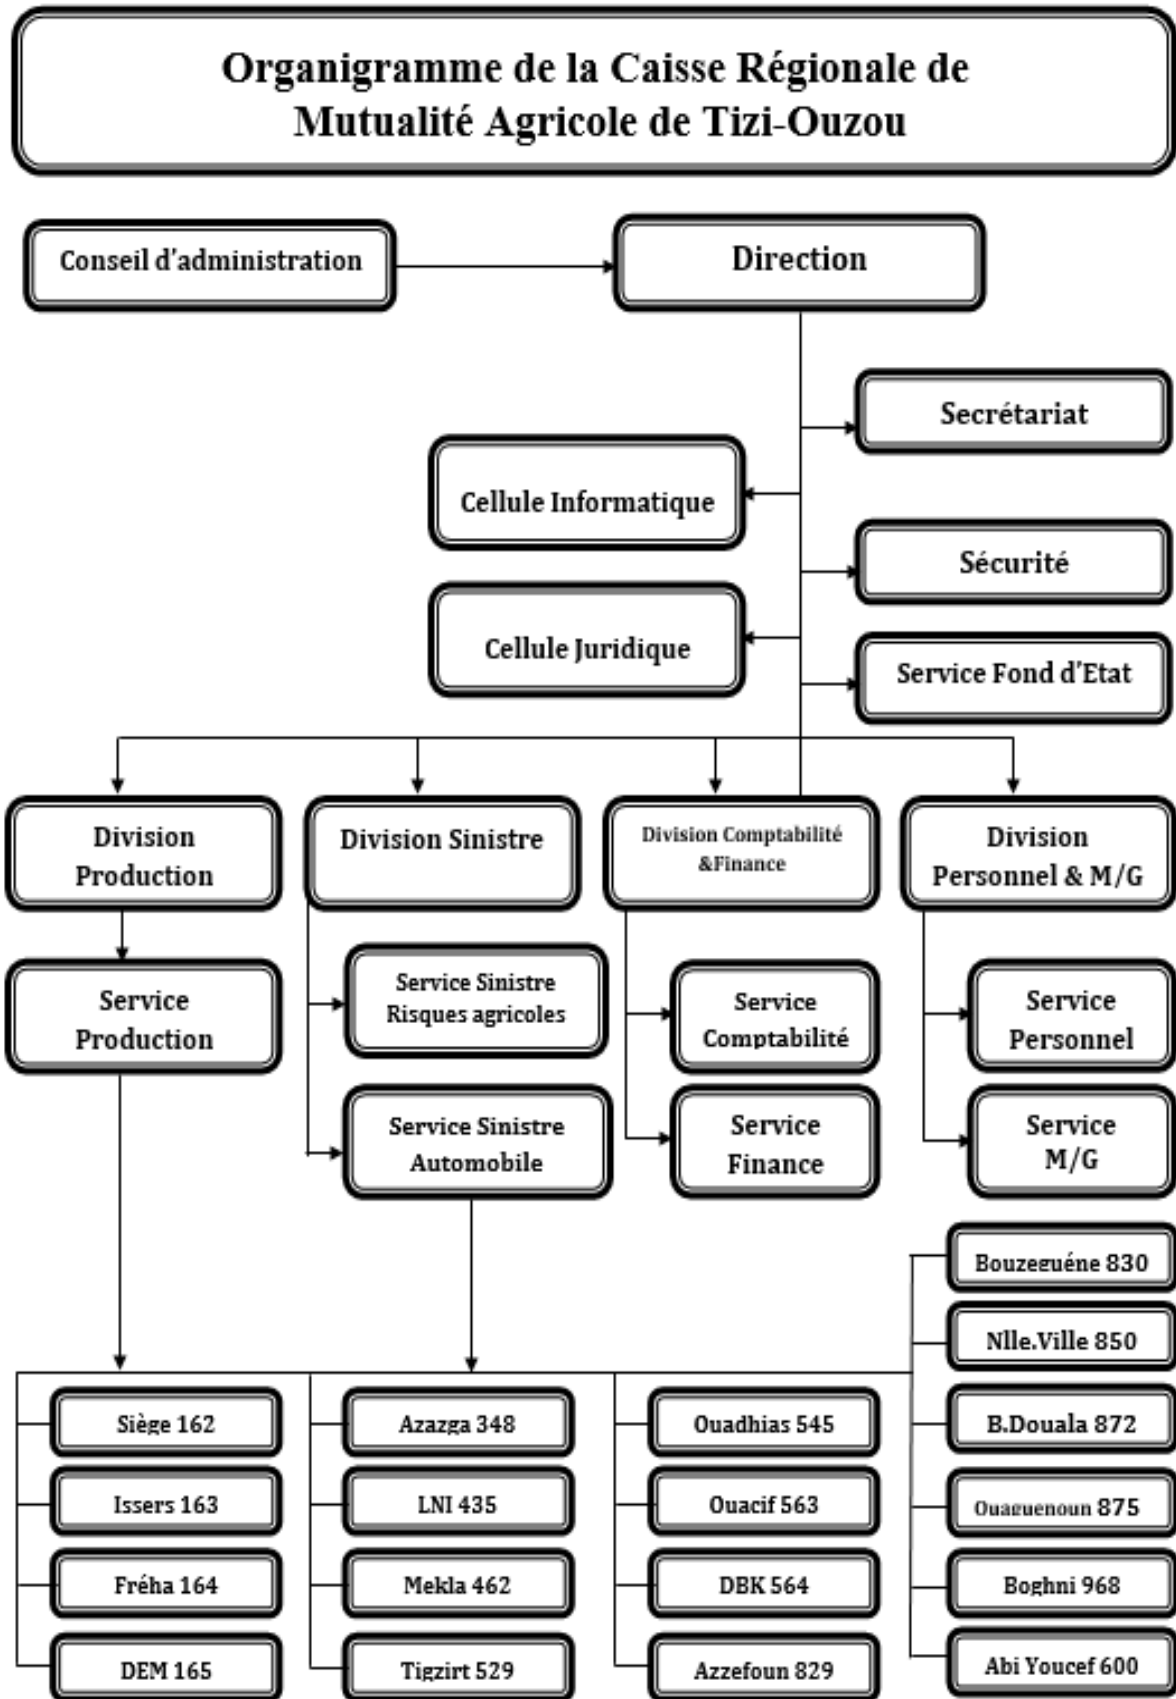 Organigramme de la Caisse Régionale de
Mutualité Agricole de Tizi-Ouzou
Conseil d'administration
Direction
Secrétariat
Cellule Informatique
Sécurité
Cellule Juridique
Service Fond d'Etat
Division
Production
Division Sinistre
Division Comptabilité
&Finance
Division
Personnel & M/G
Service
Production
Service Sinistre
Risques agricoles
Service
Comptabilité
Service
Personnel
Service Sinistre
Automobile
Service
Finance
Service
M/G
Bouzeguéne 830
Nlle.Ville 850
Siège 162
Azazga 348
Ouadhias 545
B.Douala 872
Issers 163
LNI 435
Ouacif 563
Ouaguenoun 875
Fréha 164
Mekla 462
DBK 564
Boghni 968
DEM 165
Tigzirt 529
Azzefoun 829
Abi Youcef 600